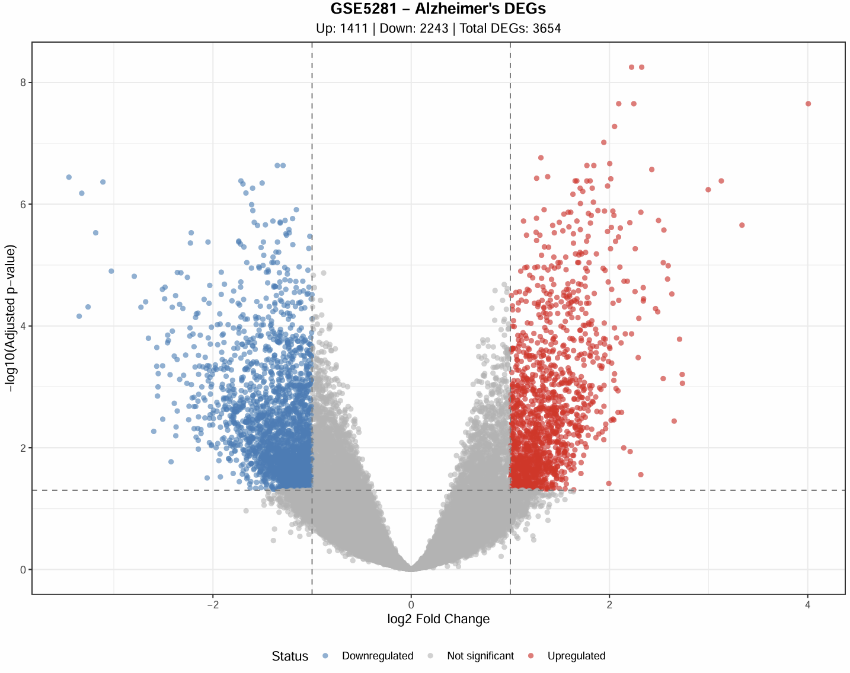 GSE5281 – Alzheimer's DEGs
Up: 1411 | Down: 2243 | Total DEGs: 3654
−log10(Adjusted p−value)
8
6
4
2
0
−2
0
2
4
log2 Fold Change
Status
Downregulated
Not significant
Upregulated